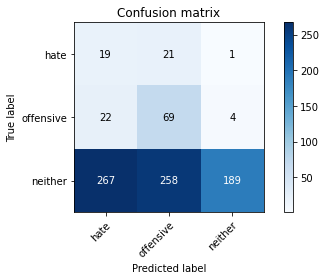 Confusion matrix
hate 19 21 1
offensive 22 69 4
neither 267 258 189
hate offensive neither
True label
Predicted label
250
200
150
100
50